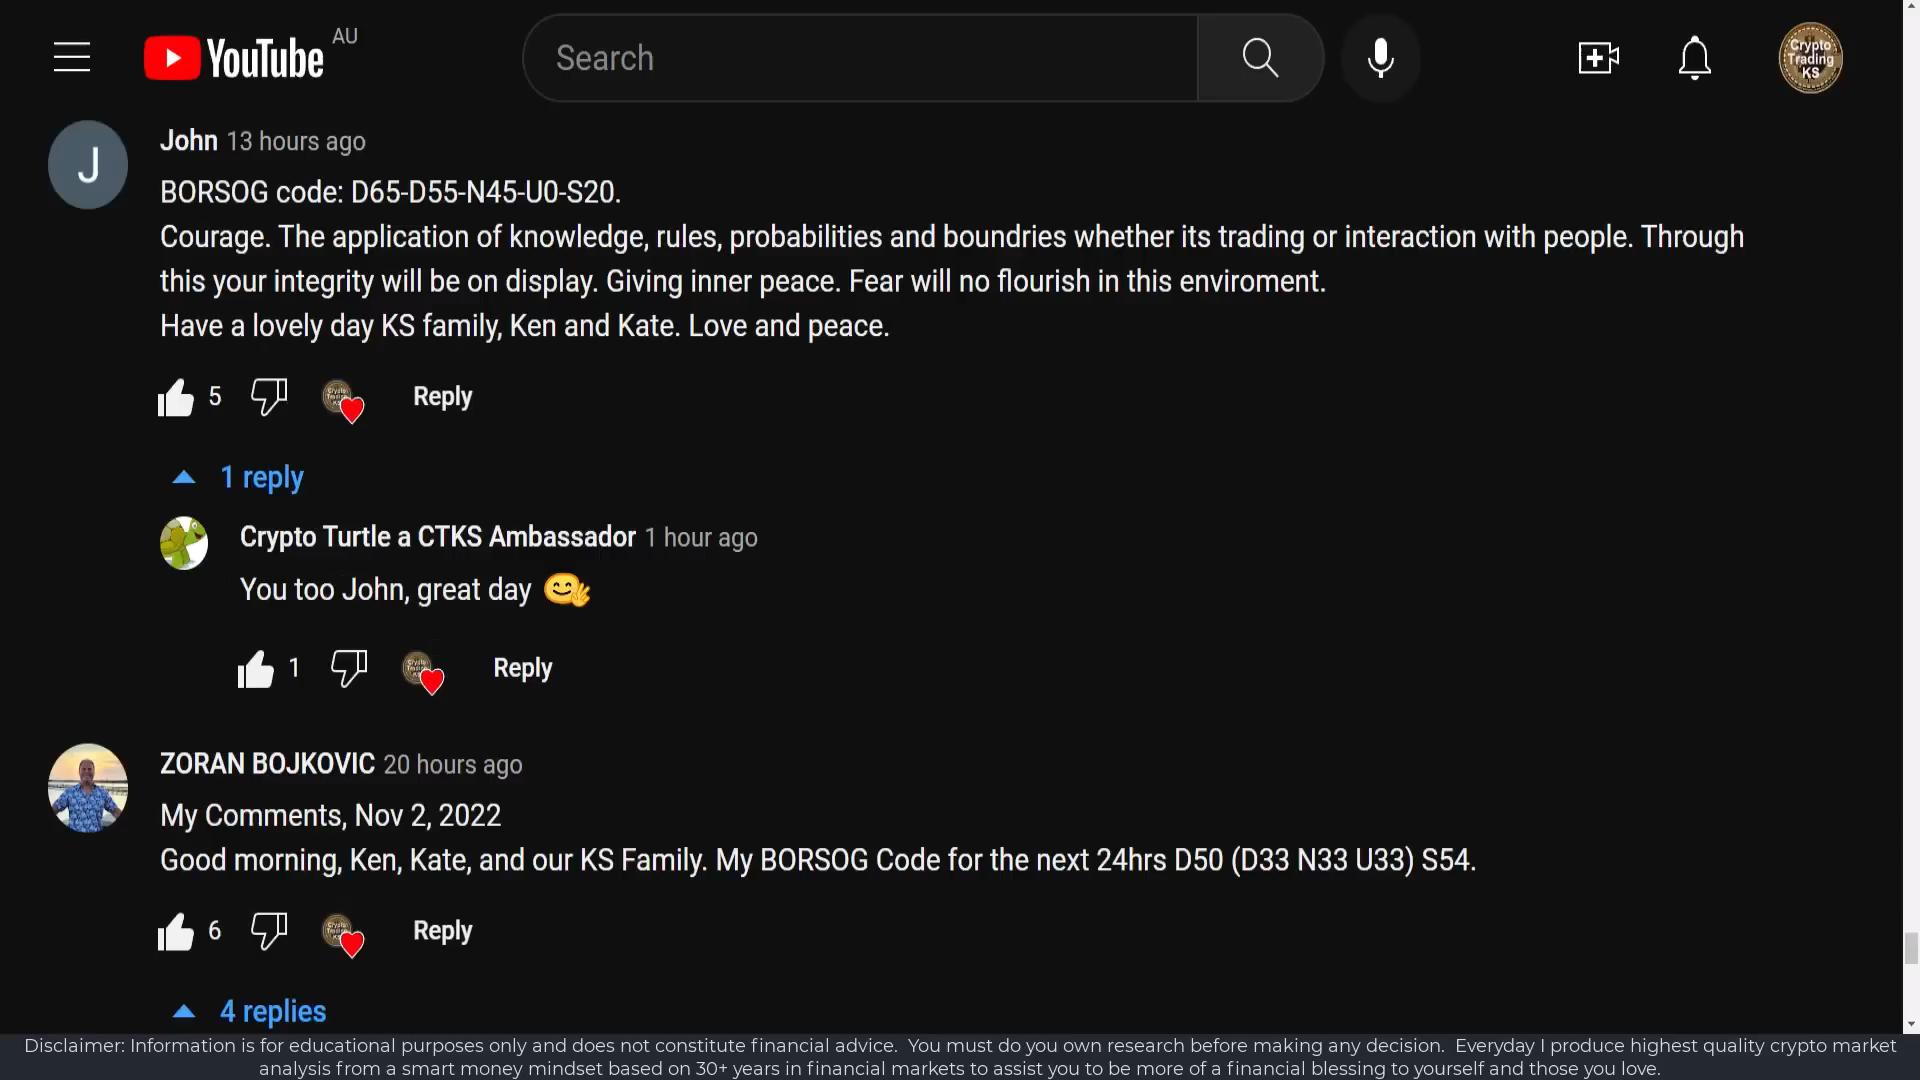 YouTube AU
Search
Crypto
Trading
KS
J
John 13 hours ago
BORSOG code: D65-D55-N45-U0-S20.
Courage. The application of knowledge, rules, probabilities and boundries whether its trading or interaction with people. Through
this your integrity will be on display. Giving inner peace. Fear will no flourish in this enviroment.
Have a lovely day KS family, Ken and Kate. Love and peace.
5 Reply
1 reply
Crypto Turtle a CTKS Ambassador 1 hour ago
You too John, great day
1 Reply
ZORAN BOJKOVIC 20 hours ago
My Comments, Nov 2, 2022
Good morning, Ken, Kate, and our KS Family. My BORSOG Code for the next 24hrs D50 (D33 N33 U33) S54.
6 Reply
4 replies
Disclaimer: Information is for educational purposes only and does not constitute financial advice. You must do you own research before making any decision. Everyday I produce highest quality crypto market
analysis from a smart money mindset based on 30+ years in financial markets to assist you to be more of a financial blessing to yourself and those you love.